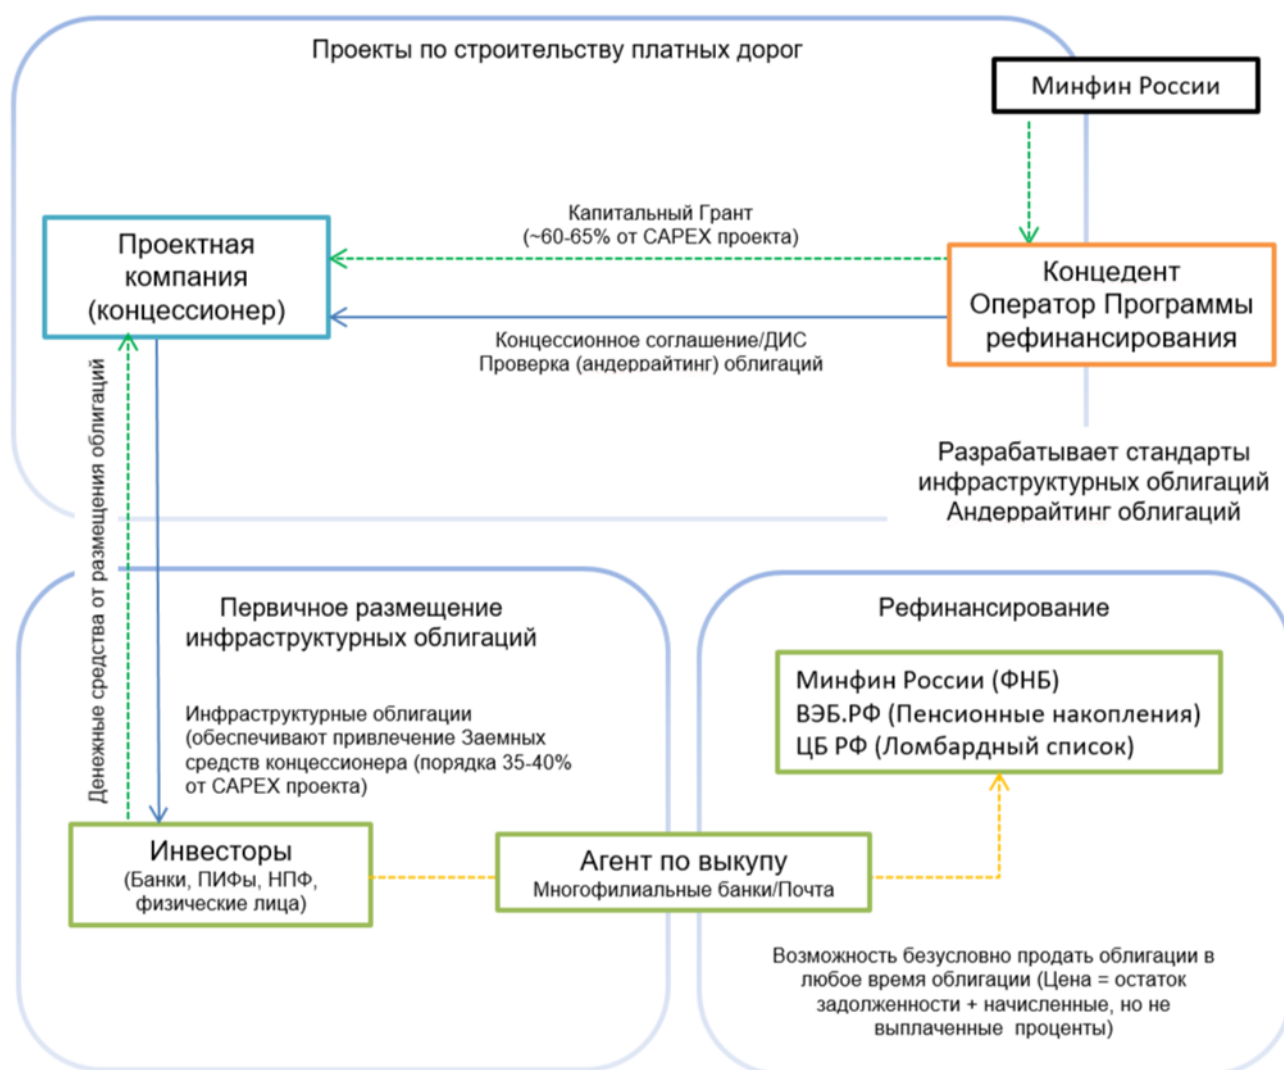 Проекты по строительству платных дорог
Минфин России
Капитальный Грант
(~60-65% от CAPEX проекта)
Проектная
компания
(концессионер)
Концедент
Оператор Программы
рефинансирования
Концессионное соглашение/ДИС
Проверка (андеррайтинг) облигаций
Денежные средства от размещения облигаций
Разрабатывает стандарты
инфраструктурных облигаций
Андеррайтинг облигаций
Первичное размещение
инфраструктурных облигаций
Инфраструктурные облигации
(обеспечивают привлечение Заемных
средств концессионера (порядка 35-40%
от CAPEX проекта)
Инвесторы
(Банки, ПИФы, НПФ,
физические лица)
Агент по выкупу
Многофилиальные банки/Почта
Рефинансирование
Минфин России (ФНБ)
ВЭБ.РФ (Пенсионные накопления)
ЦБ РФ (Ломбардный список)
Возможность безусловно продать облигации в
любое время облигации (Цена = остаток
задолженности + начисленные, но не
выплаченные проценты)